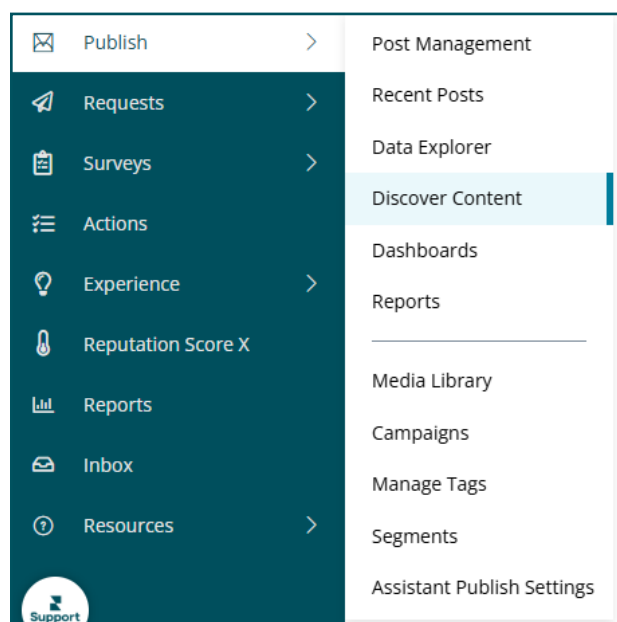 Publish
Requests
Surveys
Actions
Experience
Reputation Score X
Reports
Inbox
Resources
Support
Post Management
Recent Posts
Data Explorer
Discover Content
Dashboards
Reports
Media Library
Campaigns
Manage Tags
Segments
Assistant Publish Settings